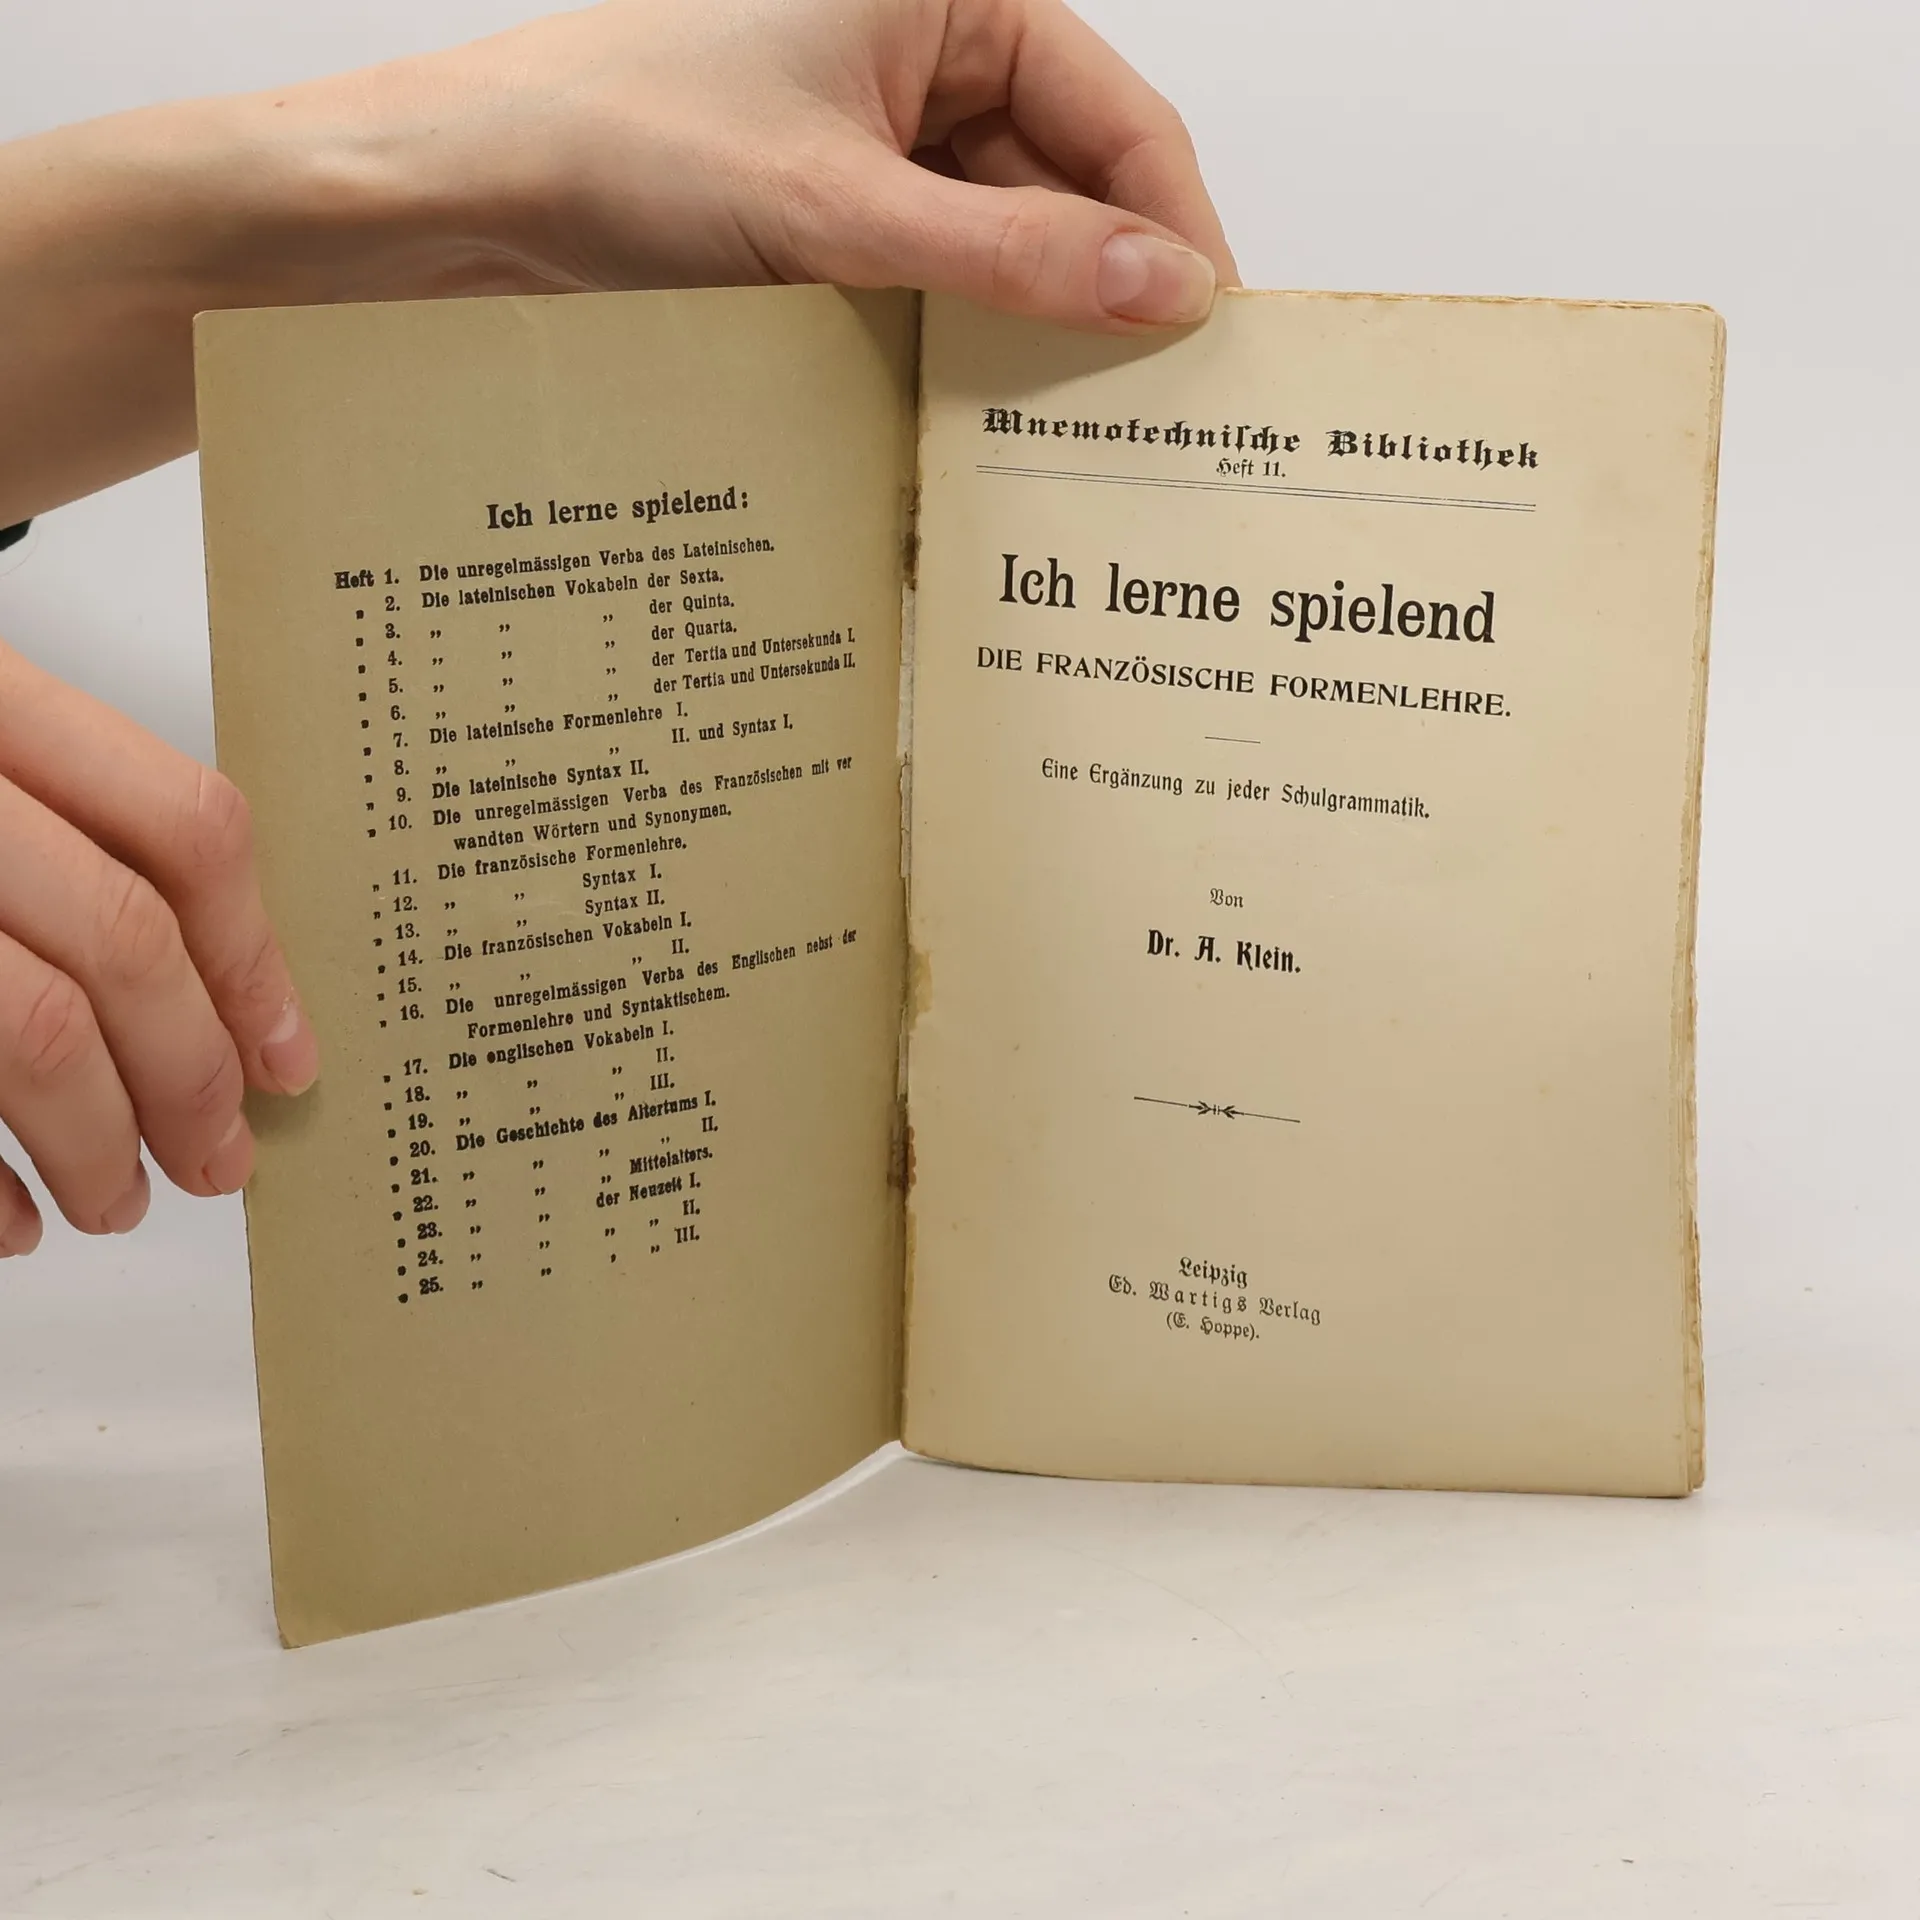 Ich lerne spielend:
Heft 1. Die unregelmässigen Verba des Lateinischen.
„ 2. Die lateinischen Vokabeln der Sexta.
„ 3. „ „ „ der Quinta.
„ 4. „ „ „ der Quarta.
„ 5. „ „ „ der Tertia und Untersekunda I.
„ 6. „ „ „ der Tertia und Untersekunda II.
„ 7. Die lateinische Formenlehre I.
„ 8. „ „ „ II. und Syntax I.
„ 9. Die lateinische Syntax II.
„ 10. Die unregelmässigen Verba des Französischen mit ver
wandten Wörtern und Synonymen.
„ 11. Die französische Formenlehre.
„ 12. „ „ Syntax I.
„ 13. „ „ Syntax II.
„ 14. Die französischen Vokabeln I.
„ 15. „ „ „ II.
„ 16. Die unregelmässigen Verba des Englischen nebst der
Formenlehre und Syntaktischem.
„ 17. Die englischen Vokabeln I.
„ 18. „ „ „ II.
„ 19. „ „ „ III.
„ 20. Die Geschichte des Altertums I.
„ 21. „ „ „ „ II.
„ 22. „ „ „ Mittelalters.
„ 23. „ „ der Neuzeit I.
„ 24. „ „ „ „ II.
„ 25. „ „ „ „ III.
Mnemotechnische Bibliothek
Heft 11.
Ich lerne spielend
DIE FRANZÖSISCHE FORMENLEHRE.
Eine Ergänzung zu jeder Schulgrammatik.
Von
Dr. A. Klein.
Leipzig
Ed. Wartigs Verlag
(E. Hoppe).